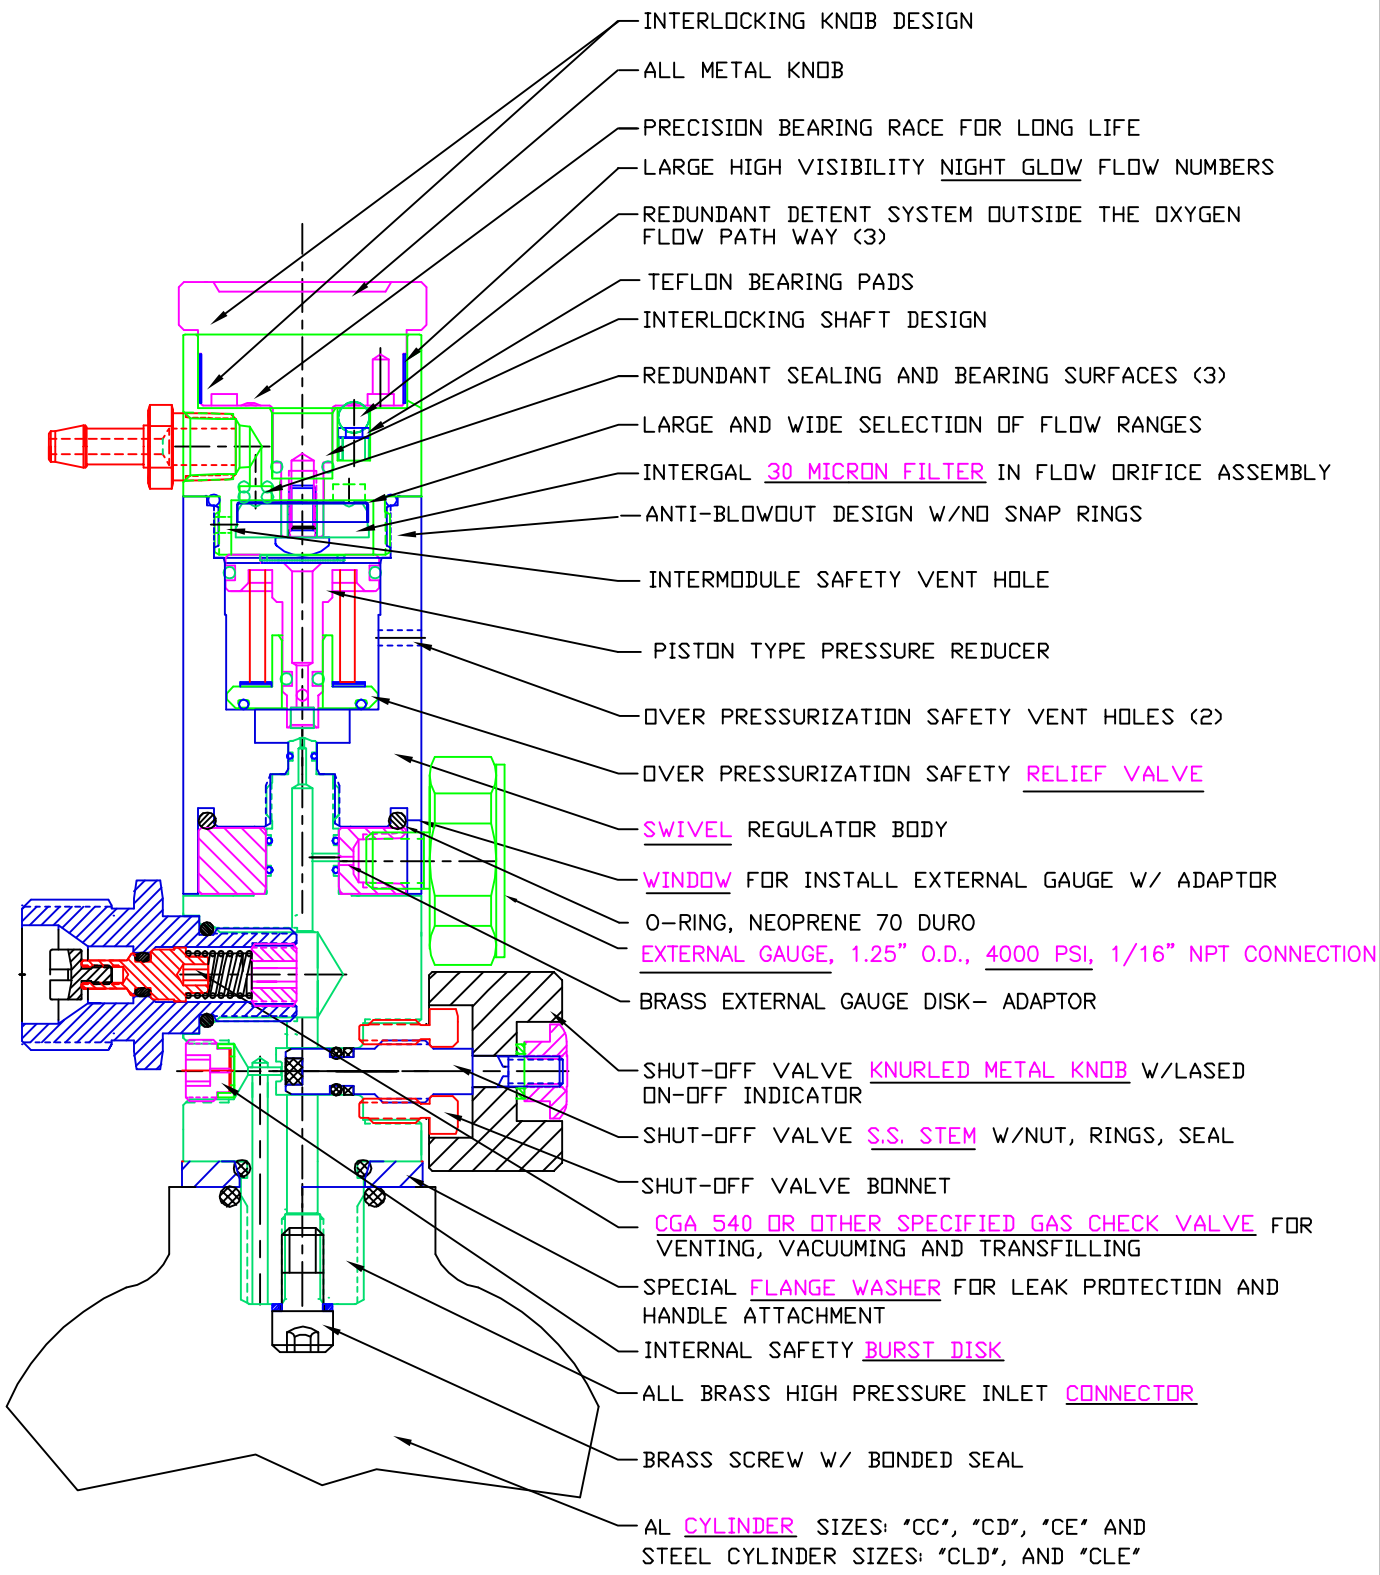 INTERLOCKING KNOB DESIGN
ALL METAL KNOB
PRECISION BEARING RACE FOR LONG LIFE
LARGE HIGH VISIBILITY NIGHT GLOW FLOW NUMBERS
REDUNDANT DETENT SYSTEM OUTSIDE THE OXYGEN
FLOW PATH WAY (3)
TEFLON BEARING PADS
INTERLOCKING SHAFT DESIGN
REDUNDANT SEALING AND BEARING SURFACES (3)
LARGE AND WIDE SELECTION OF FLOW RANGES
INTERGAL 30 MICRON FILTER IN FLOW ORIFICE ASSEMBLY
ANTI-BLOWOUT DESIGN W/NO SNAP RINGS
INTERMODULE SAFETY VENT HOLE
PISTON TYPE PRESSURE REDUCER
OVER PRESSURIZATION SAFETY VENT HOLES (2)
OVER PRESSURIZATION SAFETY RELIEF VALVE
SWIVEL REGULATOR BODY
WINDOW FOR INSTALL EXTERNAL GAUGE W/ ADAPTOR
O-RING, NEOPRENE 70 DURO
EXTERNAL GAUGE, 1.25" O.D., 4000 PSI, 1/16" NPT CONNECTION
BRASS EXTERNAL GAUGE DISK- ADAPTOR
SHUT-OFF VALVE KNURLED METAL KNOB W/LASED
ON-OFF INDICATOR
SHUT-OFF VALVE S.S. STEM W/NUT, RINGS, SEAL
SHUT-OFF VALVE BONNET
CGA 540 OR OTHER SPECIFIED GAS CHECK VALVE FOR
VENTING, VACUUMING AND TRANSFILLING
SPECIAL FLANGE WASHER FOR LEAK PROTECTION AND
HANDLE ATTACHMENT
INTERNAL SAFETY BURST DISK
ALL BRASS HIGH PRESSURE INLET CONNECTOR
BRASS SCREW W/ BONDED SEAL
AL CYLINDER SIZES: "CC", "CD", "CE" AND
STEEL CYLINDER SIZES: "CLD", AND "CLE"